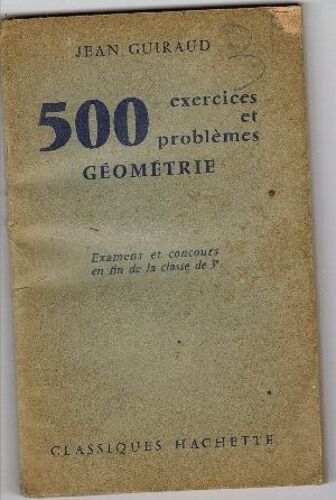 JEAN GUIRAUD
500 exercices
et
problèmes
GÉOMÉTRIE
Examens et concours
en fin de la classe de 3e
CLASSIQUES HACHETTE